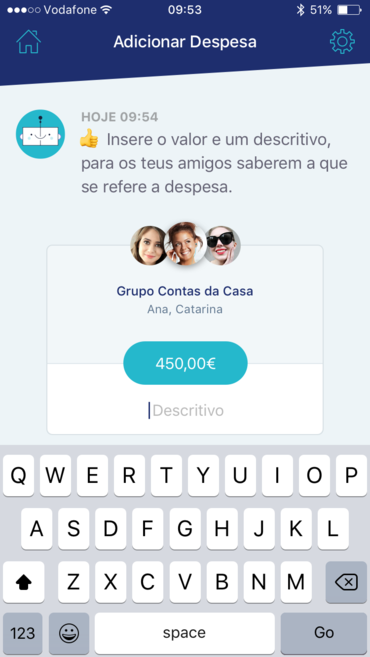 Vodafone 09:53 51%
Adicionar Despesa
HOJE 09:54
👍 Insere o valor e um descritivo,
para os teus amigos saberem a que
se refere a despesa.
Grupo Contas da Casa
Ana, Catarina
450,00€
Descritivo
Q W E R T Y U I O P
A S D F G H J K L
Z X C V B N M
123 space Go